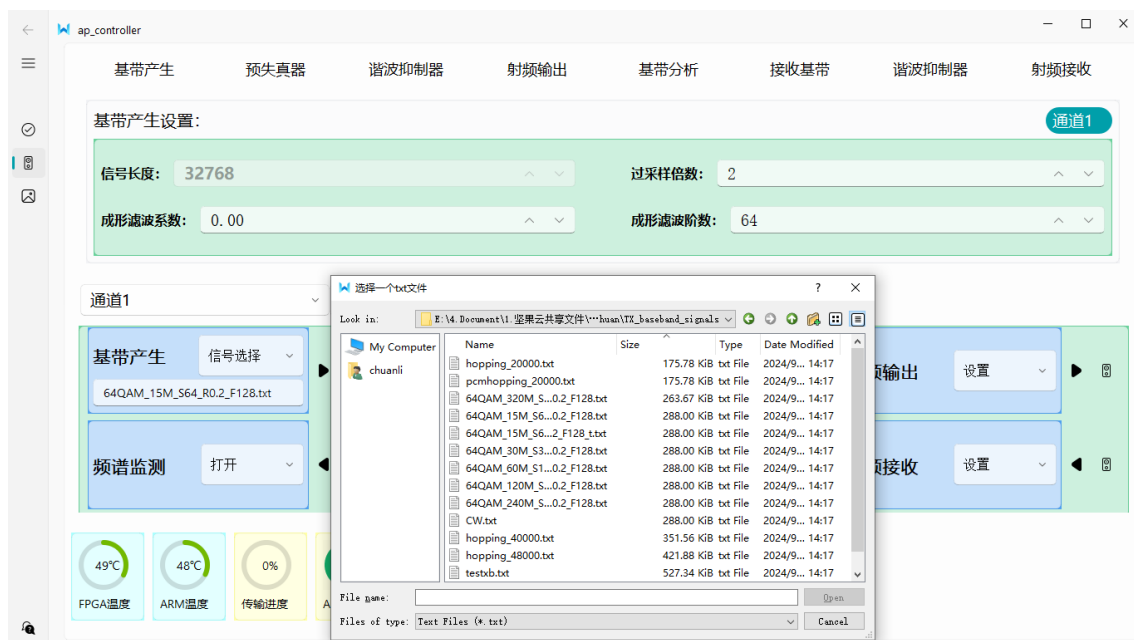 ap_controller
基带产生 预失真器 谐波抑制器 射频输出 基带分析 接收基带 谐波抑制器 射频接收
基带产生设置:
通道1
信号长度: 32768
过采样倍数: 2
成形滤波系数: 0.00
成形滤波阶数: 64
通道1
基带产生 信号选择
64QAM_15M_S64_R0.2_F128.txt
频谱监测 打开
选择一个txt文件
Look in: E:\4.Document\1.坚果云共享文件\···huan\TX_baseband_signals
My Computer
chuanli
Name Size Type Date Modified
hopping_20000.txt 175.78 KiB txt File 2024/9... 14:17
pcmhopping_20000.txt 175.78 KiB txt File 2024/9... 14:17
64QAM_320M_S...0.2_F128.txt 263.67 KiB txt File 2024/9... 14:17
64QAM_15M_S6...0.2_F128.txt 288.00 KiB txt File 2024/9... 14:17
64QAM_15M_S6...2_F128_t.txt 288.00 KiB txt File 2024/9... 14:17
64QAM_30M_S3...0.2_F128.txt 288.00 KiB txt File 2024/9... 14:17
64QAM_60M_S1...0.2_F128.txt 288.00 KiB txt File 2024/9... 14:17
64QAM_120M_S...0.2_F128.txt 288.00 KiB txt File 2024/9... 14:17
64QAM_240M_S...0.2_F128.txt 288.00 KiB txt File 2024/9... 14:17
CW.txt 288.00 KiB txt File 2024/9... 14:17
hopping_40000.txt 351.56 KiB txt File 2024/9... 14:17
hopping_48000.txt 421.88 KiB txt File 2024/9... 14:17
testxb.txt 527.34 KiB txt File 2024/9... 14:17
File name: Open
Files of type: Text Files (*.txt) Cancel
频输出 设置
频接收 设置
49℃
FPGA温度
48℃
ARM温度
0%
传输进度
A